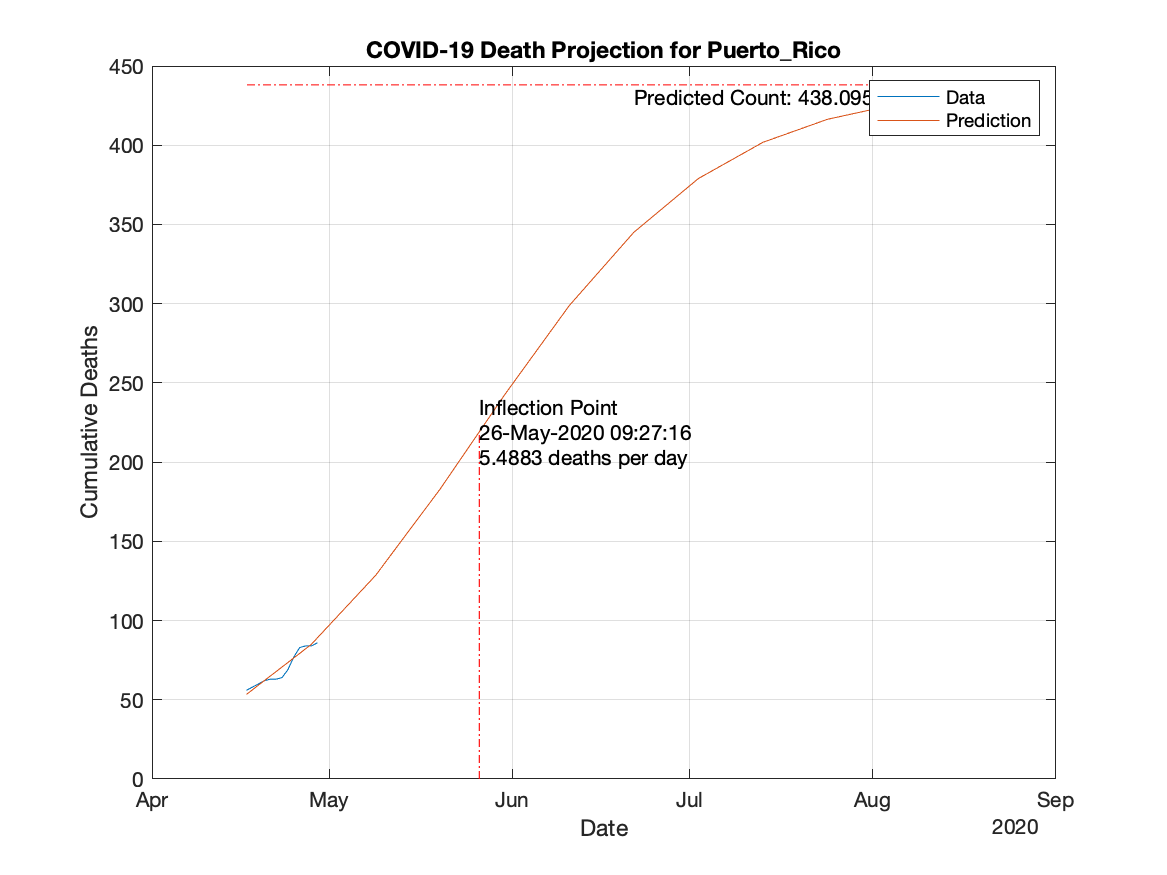 COVID-19 Death Projection for Puerto_Rico
450
400
350
300
250
200
150
100
50
0
Cumulative Deaths
Predicted Count: 438.095
Data
Prediction
Inflection Point
26-May-2020 09:27:16
5.4883 deaths per day
Apr May Jun Jul Aug Sep
Date
2020